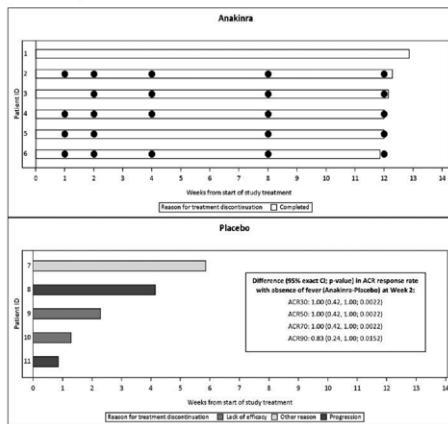 Anakinra
Patient ID
1
2
3
4
5
6
0 1 2 3 4 5 6 7 8 9 10 11 12 13 14
Weeks from start of study treatment
Reason for treatment discontinuation Completed
Placebo
Patient ID
7
8
9
10
11
Difference (95% exact CI; p-value) in ACR response rate
with absence of fever (Anakinra-Placebo) at Week 2:
ACR30: 1.00 (0.42, 1.00; 0.0022)
ACR50: 1.00 (0.42, 1.00; 0.0022)
ACR70: 1.00 (0.42, 1.00; 0.0022)
ACR90: 0.83 (0.24, 1.00; 0.0152)
0 1 2 3 4 5 6 7 8 9 10 11 12 13 14
Weeks from start of study treatment
Reason for treatment discontinuation Lack of efficacy Other reason Progression